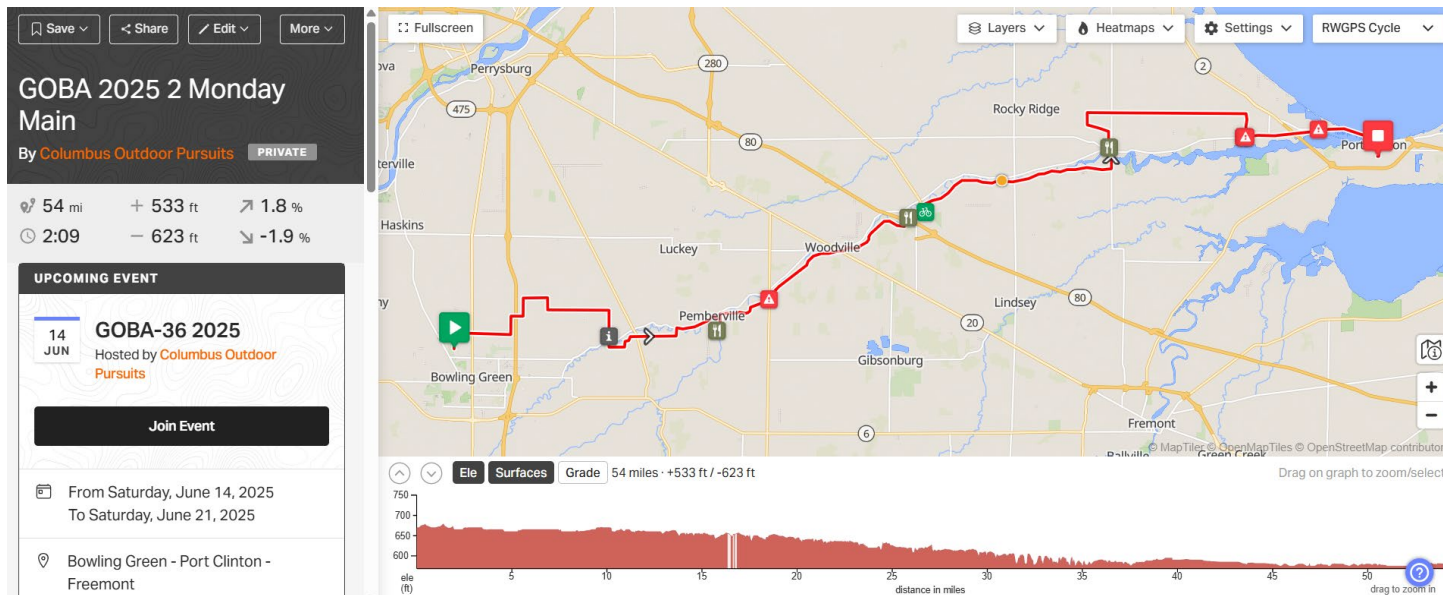 Save
Share
Edit
More
GOBA 2025 2 Monday
Main
By Columbus Outdoor Pursuits PRIVATE
54 mi + 533 ft 1.8 %
2:09 − 623 ft -1.9 %
UPCOMING EVENT
14
JUN
GOBA-36 2025
Hosted by Columbus Outdoor
Pursuits
Join Event
From Saturday, June 14, 2025
To Saturday, June 21, 2025
Bowling Green - Port Clinton -
Freemont
Fullscreen
Layers
Heatmaps
Settings
RWGPS Cycle
Perrysburg
280
2
475
Rocky Ridge
80
terville
Haskins
Luckey
Woodville
Lindsey
80
Pemberville
20
Gibsonburg
Bowling Green
Fremont
6
Green Creek
© MapTiler © OpenMapTiles © OpenStreetMap contributor
Ele Surfaces Grade 54 miles · +533 ft / -623 ft
Drag on graph to zoom/select
750
700
650
600
ele
(ft)
5 10 15 20 25 30 35 40 45 50
distance in miles
drag to zoom in